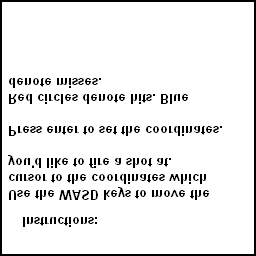 Instructions:
Use the WASD keys to move the
cursor to the coordinates which
you'd like to fire a shot at.
Press enter to set the coordinates.
Red circles denote hits. Blue
denote misses.